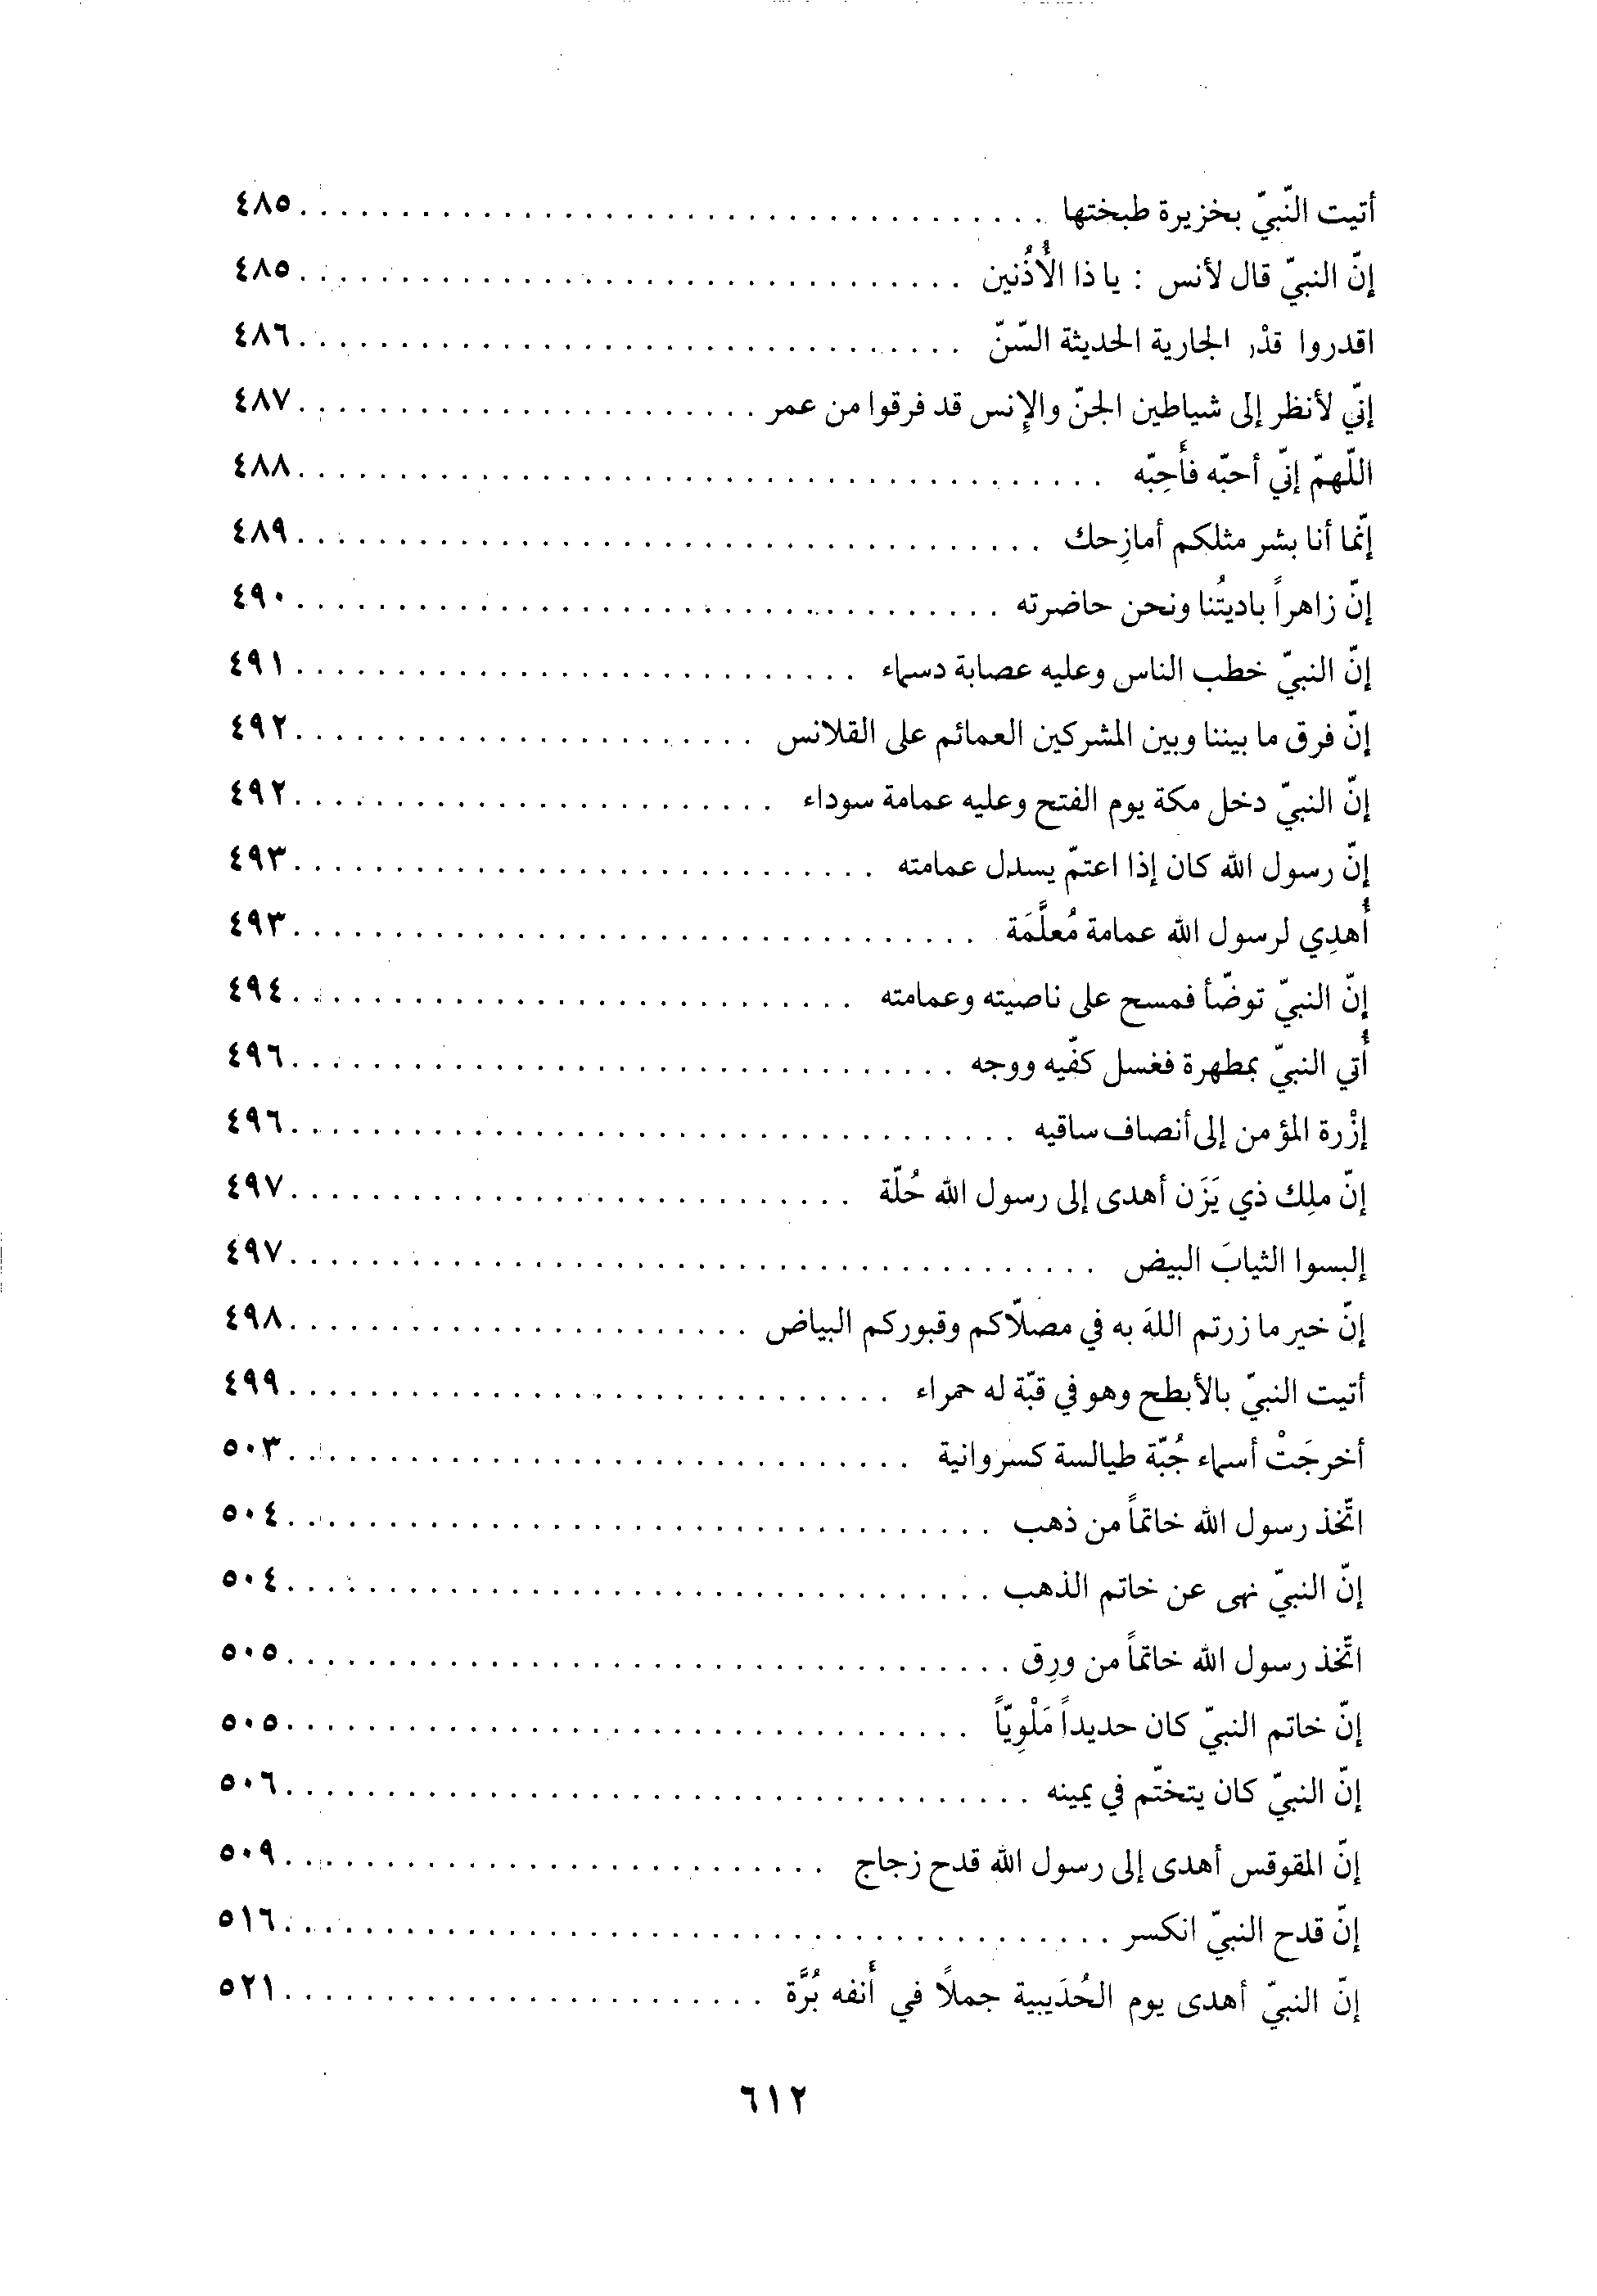 أتيت النّبيّ بخزيرة طبختها . . . . . . . . . . ٤٨٥
إنّ النبيّ قال لأنس : يا ذا الأُذُنين . . . . . . . . . . ٤٨٥
اقدروا قدْر الجارية الحديثة السّنّ . . . . . . . . . . ٤٨٦
إنّي لأنظر إلى شياطين الجنّ والإنس قد فرقوا من عمر . . . . . . . . . . ٤٨٧
اللّهمّ إنّي أحبّه فأَحِبّه . . . . . . . . . . ٤٨٨
إنّما أنا بشر مثلكم أمازِحك . . . . . . . . . . ٤٨٩
إنّ زاهراً باديتُنا ونحن حاضرته . . . . . . . . . . ٤٩٠
إنّ النبيّ خطب الناس وعليه عصابة دسماء . . . . . . . . . . ٤٩١
إنّ فرق ما بيننا وبين المشركين العمائم على القلانس . . . . . . . . . . ٤٩٢
إنّ النبيّ دخل مكة يوم الفتح وعليه عمامة سوداء . . . . . . . . . . ٤٩٢
إنّ رسول الله كان إذا اعتمّ يسدل عمامته . . . . . . . . . . ٤٩٣
أُهدِي لرسول الله عمامة مُعلَّمَة . . . . . . . . . . ٤٩٣
إنّ النبيّ توضّأ فمسح على ناصيته وعمامته . . . . . . . . . . ٤٩٤
أُتي النبيّ بمطهرة فغسل كفّيه ووجه . . . . . . . . . . ٤٩٦
إزْرة المؤمن إلى أنصاف ساقيه . . . . . . . . . . ٤٩٦
إنّ ملِك ذي يَزَن أهدى إلى رسول الله حُلّة . . . . . . . . . . ٤٩٧
إلبسوا الثيابَ البيض . . . . . . . . . . ٤٩٧
إنّ خير ما زرتم اللهَ به في مصلّاكم وقبوركم البياض . . . . . . . . . . ٤٩٨
أتيت النبيّ بالأبطح وهو في قبّة له حمراء . . . . . . . . . . ٤٩٩
أخرجَتْ أسماء جُبّة طيالسة كسروانية . . . . . . . . . . ٥٠٣
اتّخذ رسول الله خاتماً من ذهب . . . . . . . . . . ٥٠٤
إنّ النبيّ نهى عن خاتم الذهب . . . . . . . . . . ٥٠٤
اتّخذ رسول الله خاتماً من ورِق . . . . . . . . . . ٥٠٥
إنّ خاتم النبيّ كان حديداً مَلْوِيّاً . . . . . . . . . . ٥٠٥
إنّ النبيّ كان يتختّم في يمينه . . . . . . . . . . ٥٠٦
إنّ المقوقس أهدى إلى رسول الله قدح زجاج . . . . . . . . . . ٥٠٩
إنّ قدح النبيّ انكسر . . . . . . . . . . ٥١٦
إنّ النبيّ أهدى يوم الحُدَيبية جملاً في أَنفه بُرَّة . . . . . . . . . . ٥٢١
٦١٢